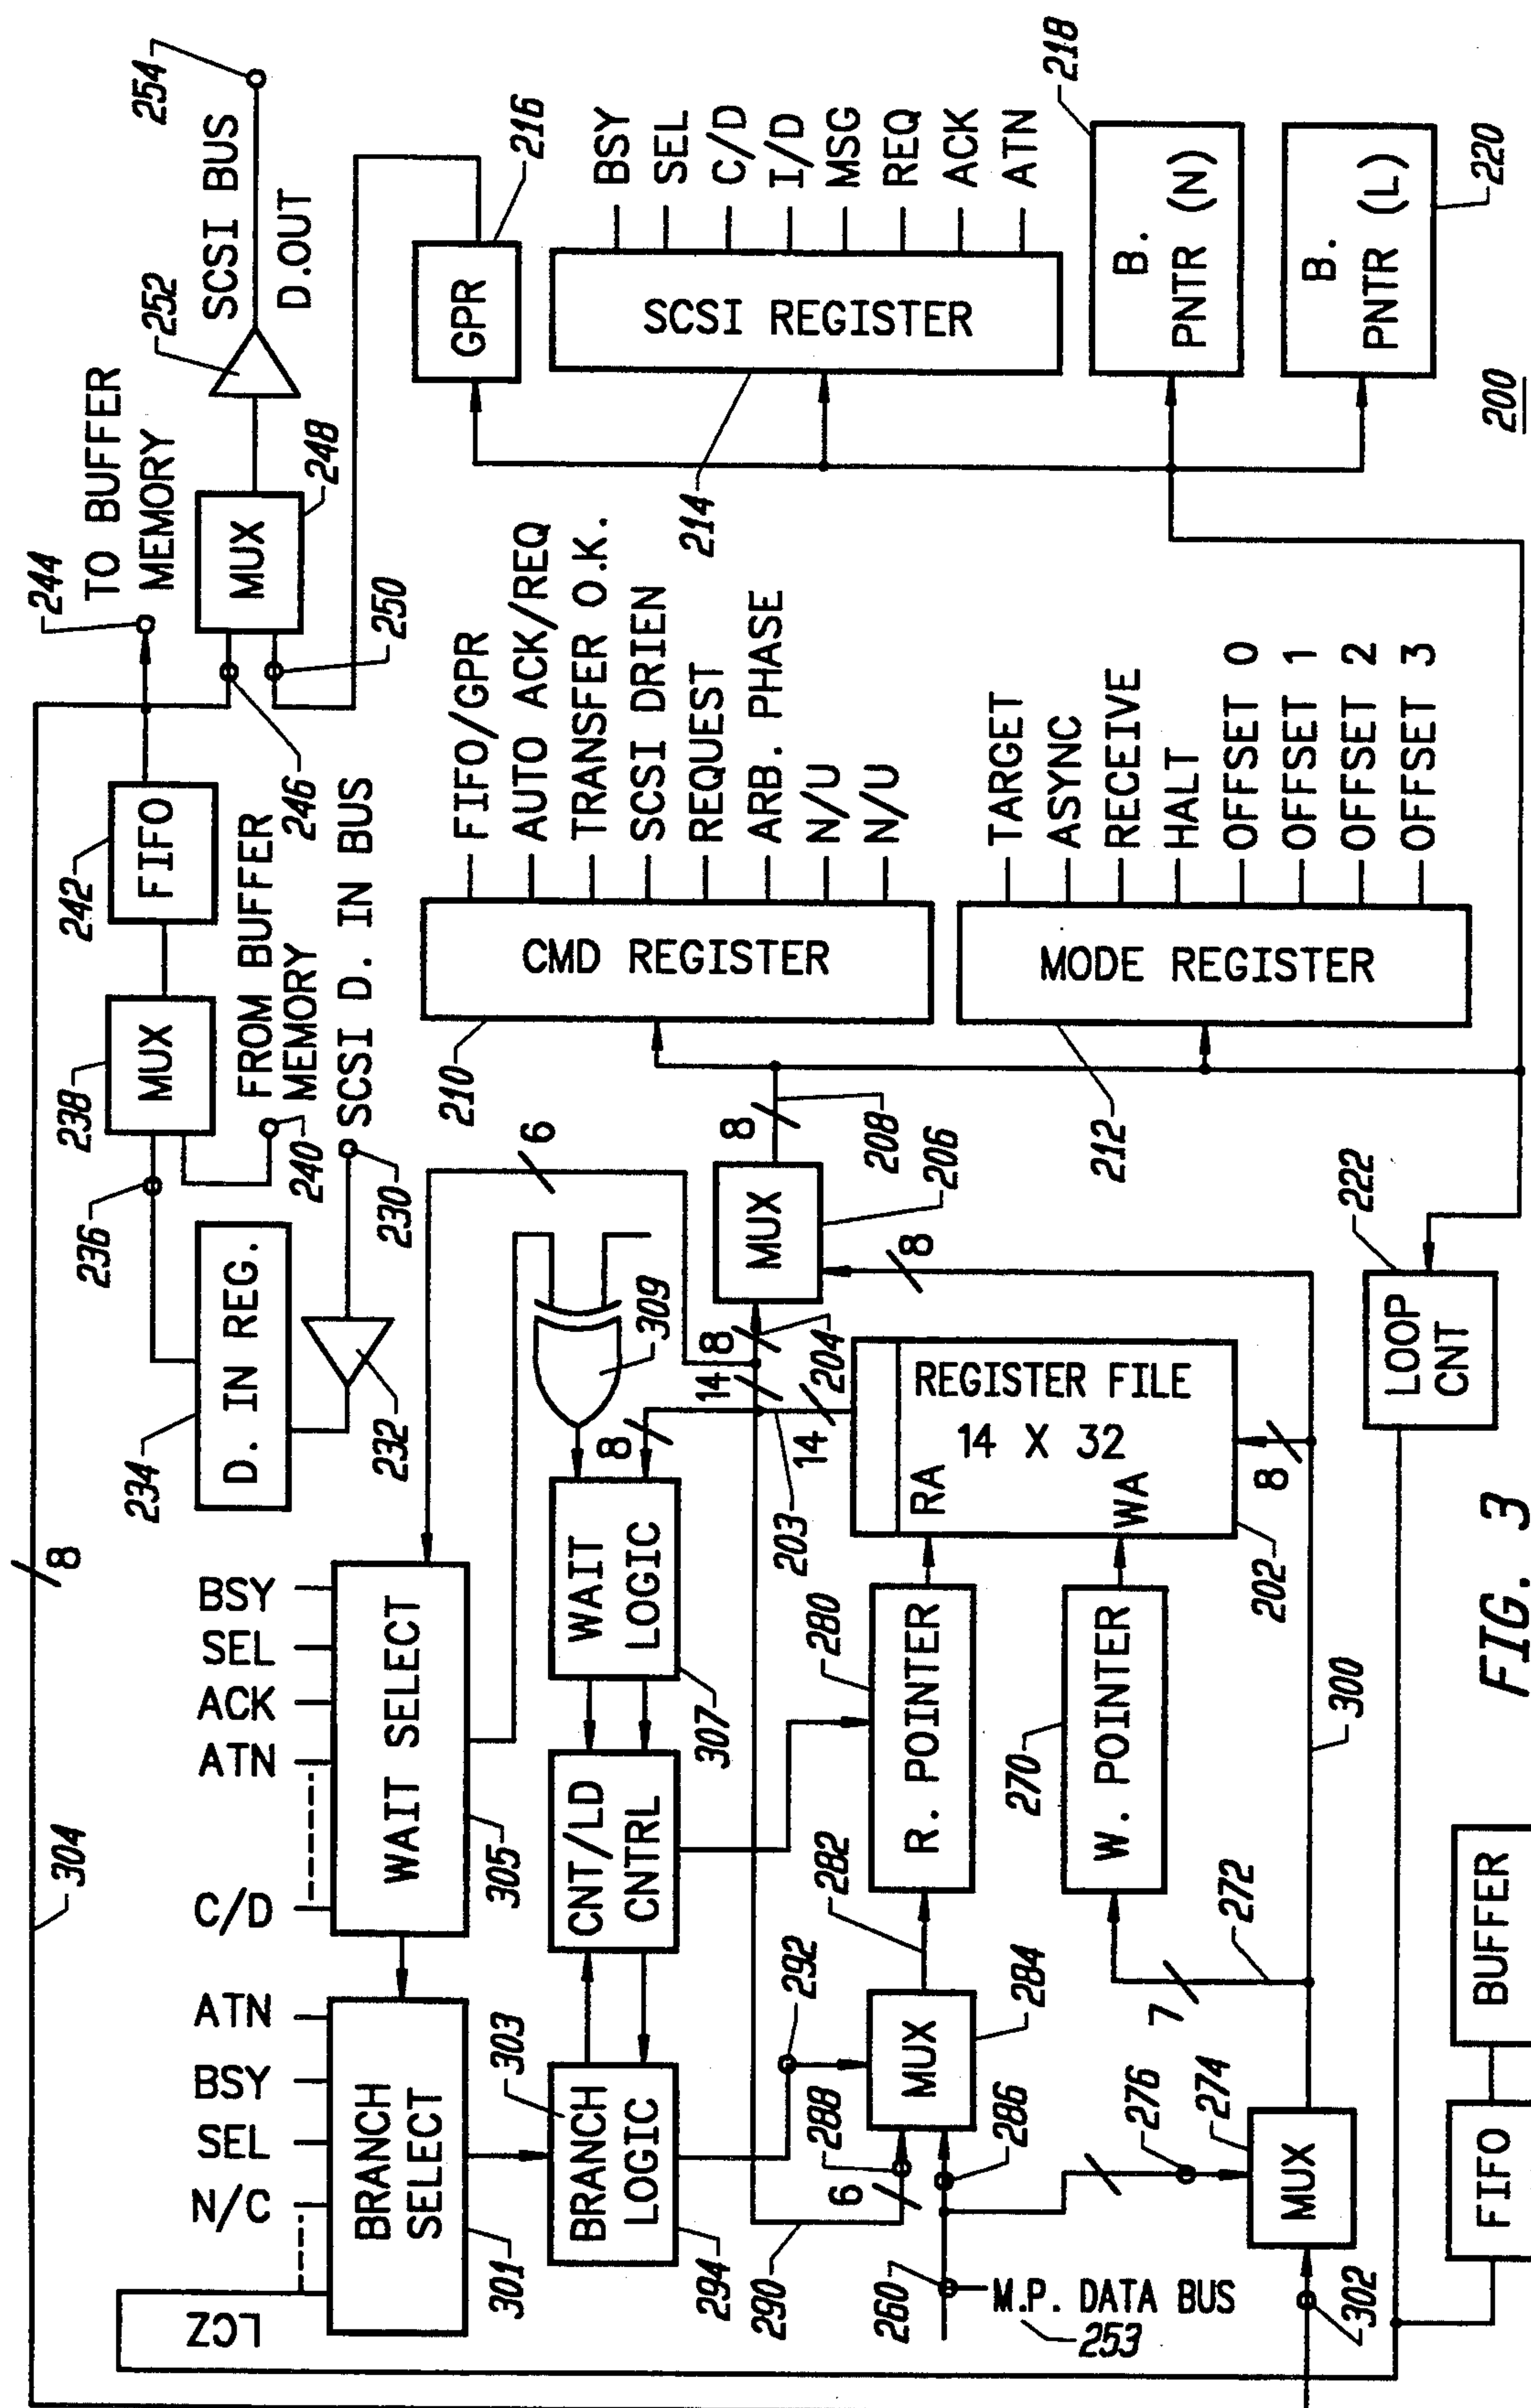 254
SCSI BUS
D.OUT
252
244
TO BUFFER
MEMORY
MUX
248
246
250
242
FIFO
238
MUX
FROM BUFFER
MEMORY
240
SCSI D. IN BUS
230
236
234
D. IN REG.
232
8
304
216
GPR
BSY
SEL
C/D
I/D
MSG
REQ
ACK
ATN
SCSI REGISTER
214
218
B.
PNTR (N)
B.
PNTR (L)
220
200
FIFO/GPR
AUTO ACK/REQ
TRANSFER O.K.
SCSI DRIEN
REQUEST
ARB. PHASE
N/U
N/U
CMD REGISTER
210
TARGET
ASYNC
RECEIVE
HALT
OFFSET 0
OFFSET 1
OFFSET 2
OFFSET 3
MODE REGISTER
212
6
8
208
206
MUX
8
8
204
14
309
8
203
14
REGISTER FILE
14 X 32
RA
WA
202
8
222
LOOP
CNT
BSY
SEL
ACK
ATN
C/D
WAIT SELECT
305
WAIT
LOGIC
307
CNT/LD
CNTRL
280
R. POINTER
282
270
W. POINTER
7
272
300
ATN
BSY
SEL
N/C
BRANCH
SELECT
301
LCZ
303
BRANCH
LOGIC
294
292
MUX
284
288
6
286
290
260
M.P. DATA BUS
253
276
274
MUX
302
FIFO
BUFFER
FIG. 3